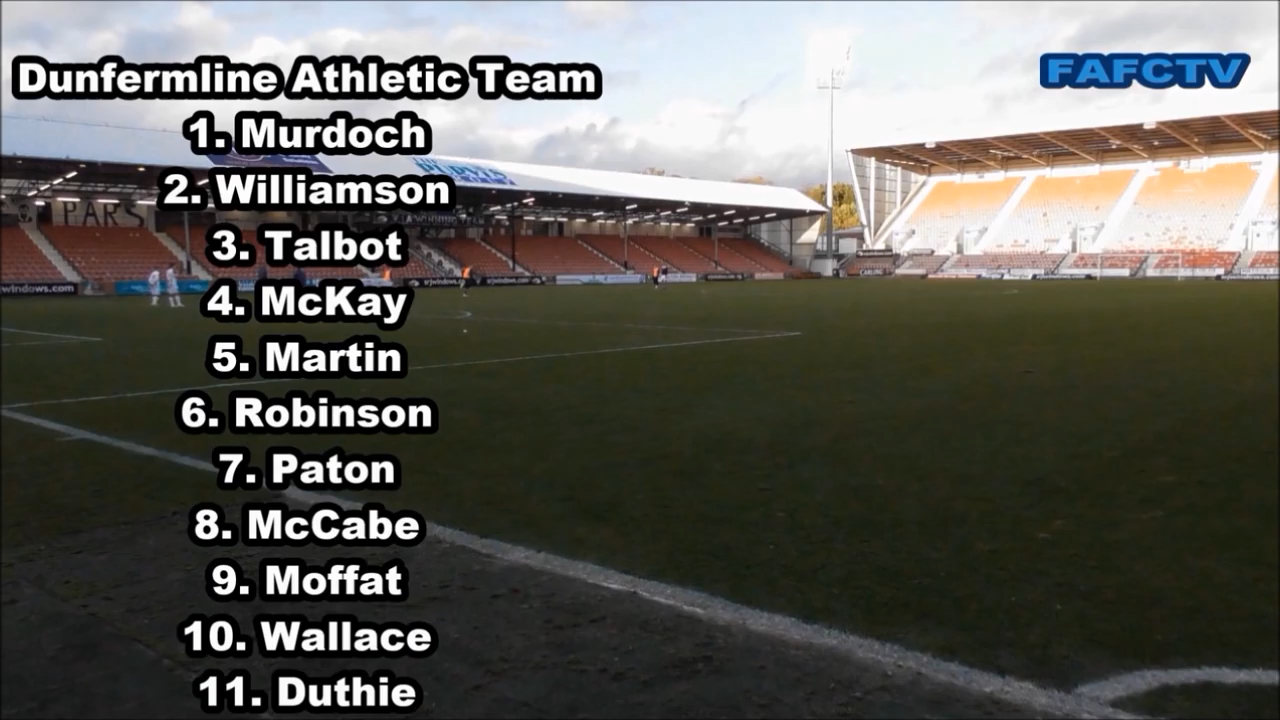 Dunfermline Athletic Team
FAFCTV
1. Murdoch
2. Williamson
3. Talbot
PARS
4. McKay
5. Martin
6. Robinson
7. Paton
8. McCabe
9. Moffat
10. Wallace
11. Duthie